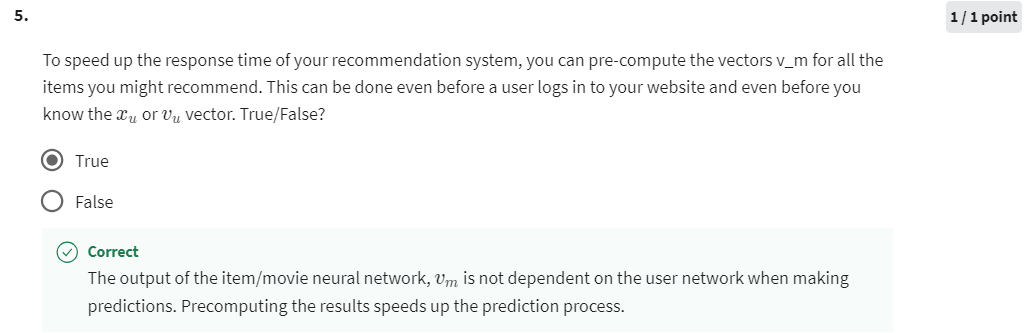 5.
1 / 1 point
To speed up the response time of your recommendation system, you can pre-compute the vectors v_m for all the
items you might recommend. This can be done even before a user logs in to your website and even before you
know the x_u or v_u vector. True/False?
True
False
Correct
The output of the item/movie neural network, v_m is not dependent on the user network when making
predictions. Precomputing the results speeds up the prediction process.